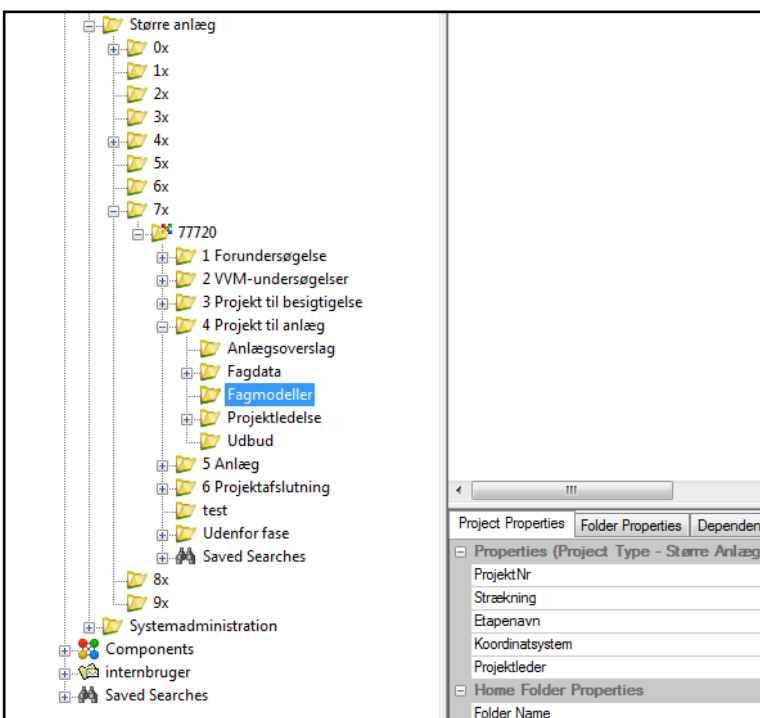 Større anlæg
0x
1x
2x
3x
4x
5x
6x
7x
77720
1 Forundersøgelse
2 VVM-undersøgelser
3 Projekt til besigtigelse
4 Projekt til anlæg
Anlægsoverslag
Fagdata
Fagmodeller
Projektledelse
Udbud
5 Anlæg
6 Projektafslutning
test
Udenfor fase
Saved Searches
8x
9x
Systemadministration
Components
internbruger
Saved Searches
Project Properties Folder Properties Dependen
Properties (Project Type - Større Anlæg
ProjektNr
Strækning
Etapenavn
Koordinatsystem
Projektleder
Home Folder Properties
Folder Name